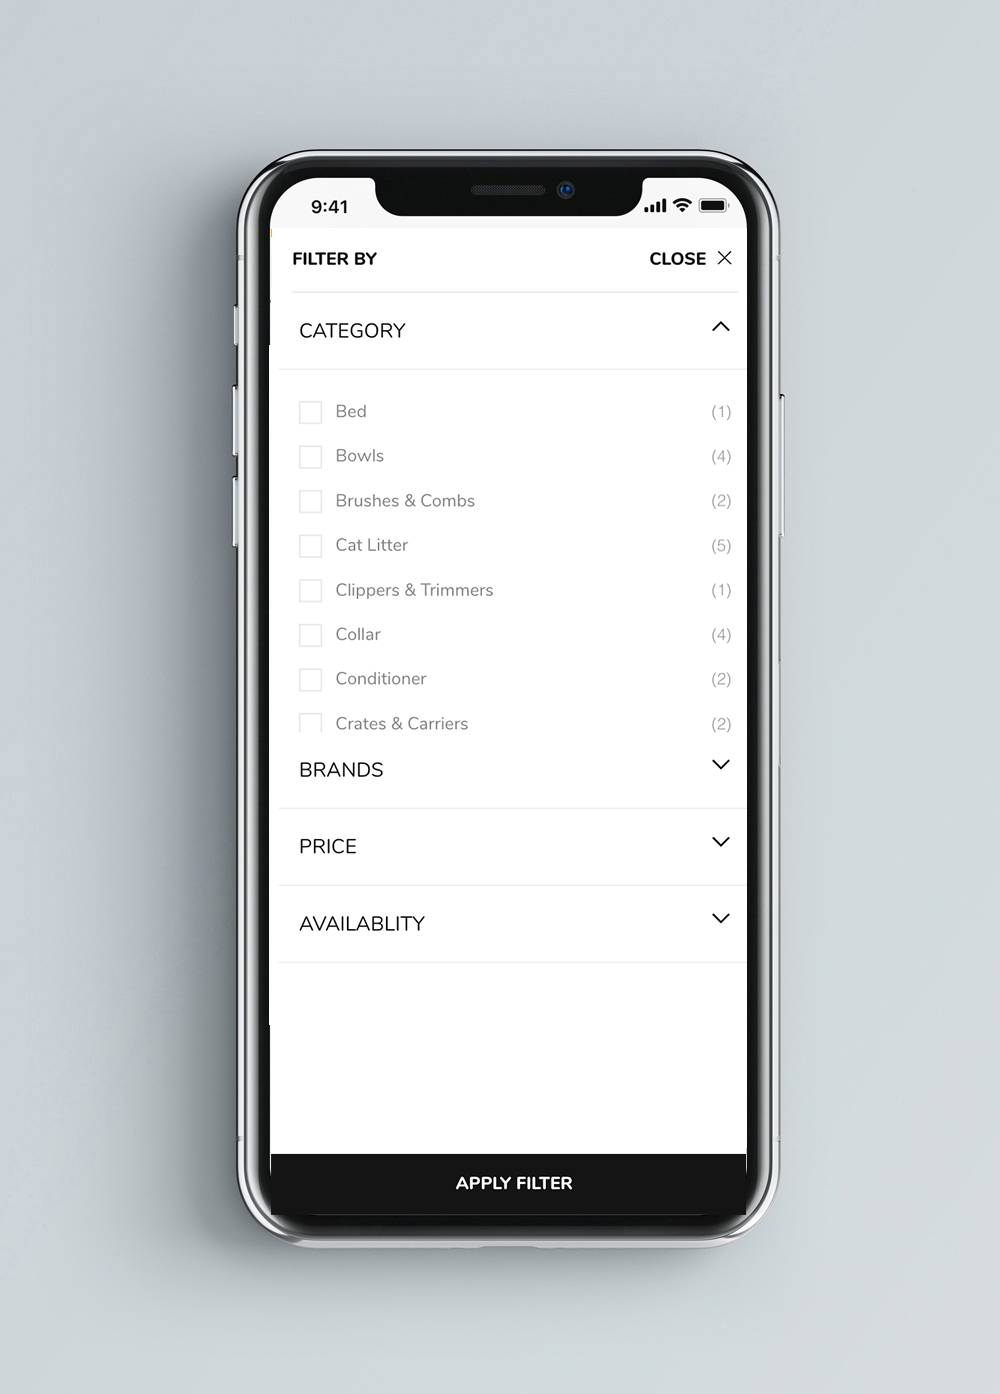 9:41
FILTER BY CLOSE
CATEGORY
Bed (1)
Bowls (4)
Brushes & Combs (2)
Cat Litter (5)
Clippers & Trimmers (1)
Collar (4)
Conditioner (2)
Crates & Carriers (2)
BRANDS
PRICE
AVAILABLITY
APPLY FILTER